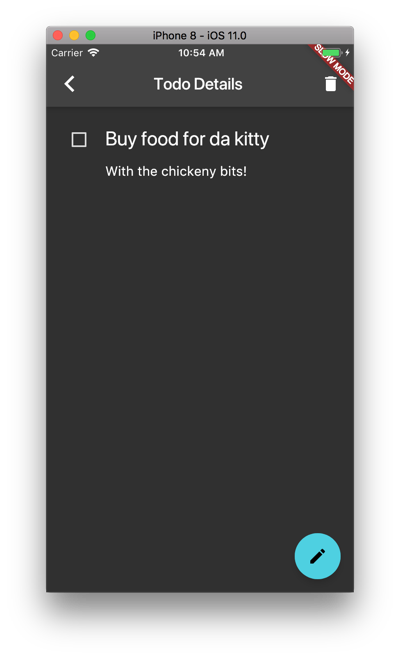 iPhone 8 - iOS 11.0
Carrier 10:54 AM
SLOW MODE
Todo Details
Buy food for da kitty
With the chickeny bits!